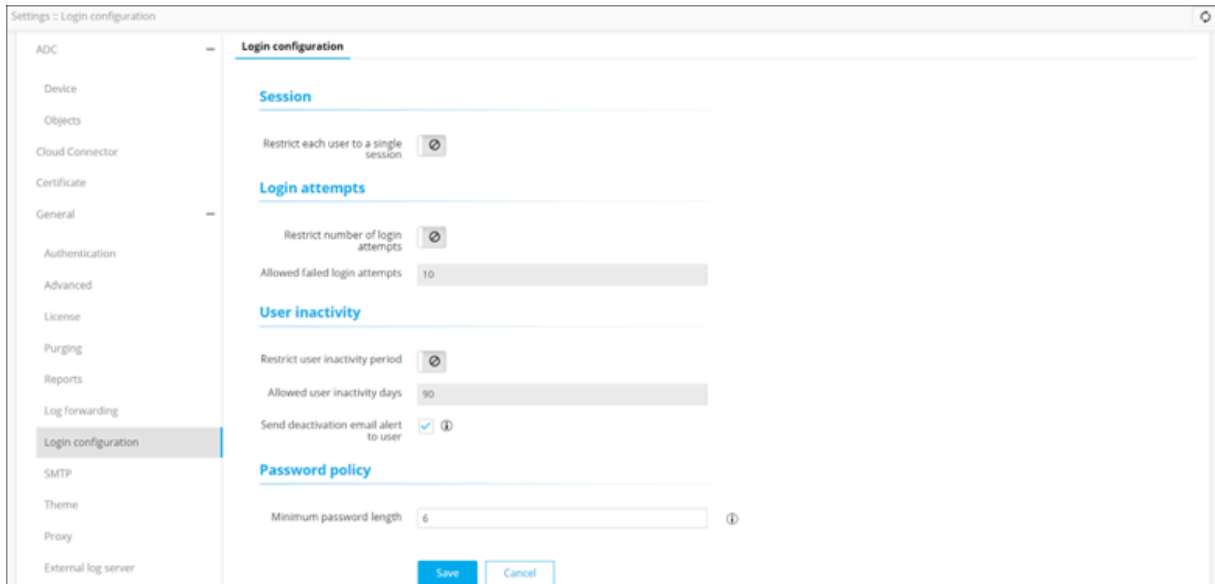 Settings :: Login configuration
ADC
Device
Objects
Cloud Connector
Certificate
General
Authentication
Advanced
License
Purging
Reports
Log forwarding
Login configuration
SMTP
Theme
Proxy
External log server
Login configuration
Session
Restrict each user to a single
session
Login attempts
Restrict number of login
attempts
Allowed failed login attempts 10
User inactivity
Restrict user inactivity period
Allowed user inactivity days 90
Send deactivation email alert
to user
Password policy
Minimum password length 6
Save Cancel